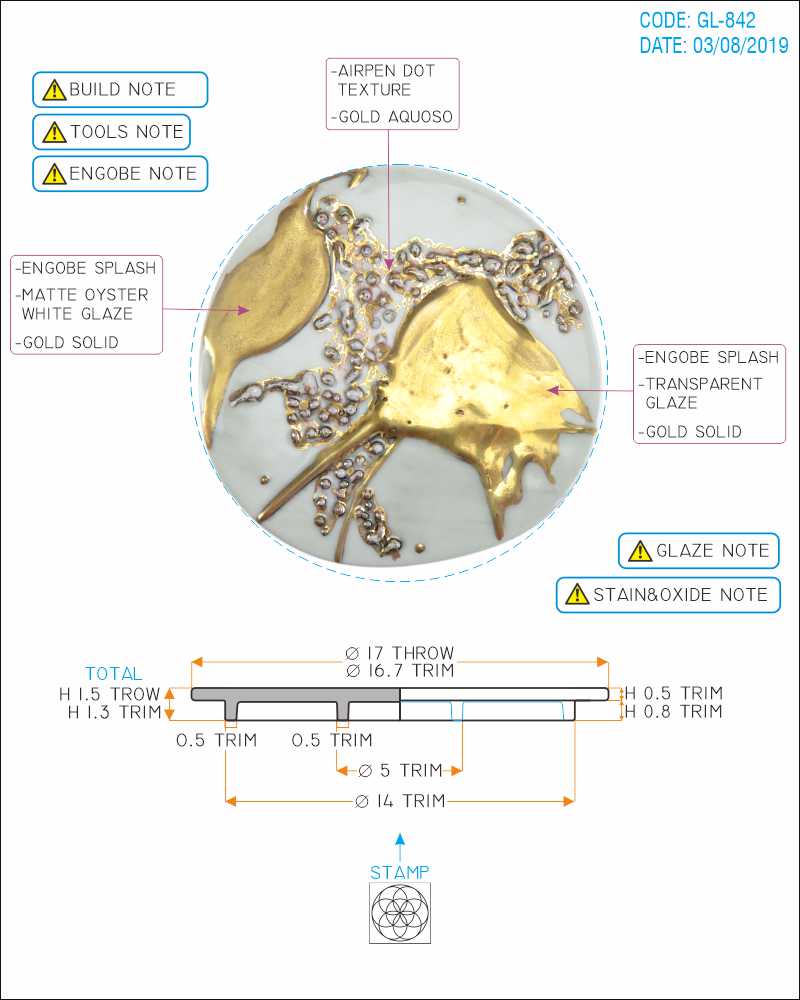 CODE: GL-842
DATE: 03/08/2019
BUILD NOTE
TOOLS NOTE
ENGOBE NOTE
-AIRPEN DOT
TEXTURE
-GOLD AQUOSO
-ENGOBE SPLASH
-MATTE OYSTER
WHITE GLAZE
-GOLD SOLID
-ENGOBE SPLASH
-TRANSPARENT
GLAZE
-GOLD SOLID
GLAZE NOTE
STAIN&OXIDE NOTE
Ø 17 THROW
Ø 16.7 TRIM
TOTAL
H 1.5 TROW
H 1.3 TRIM
H 0.5 TRIM
H 0.8 TRIM
0.5 TRIM
0.5 TRIM
Ø 5 TRIM
Ø 14 TRIM
STAMP